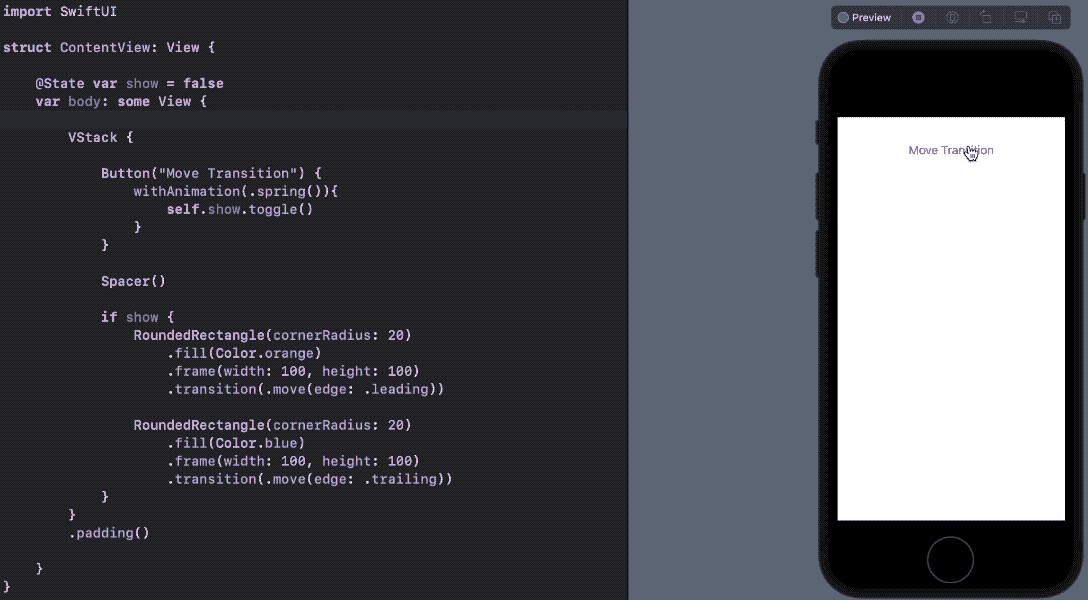 import SwiftUI
struct ContentView: View {
@State var show = false
var body: some View {
VStack {
Button("Move Transition") {
withAnimation(.spring()){
self.show.toggle()
}
}
Spacer()
if show {
RoundedRectangle(cornerRadius: 20)
.fill(Color.orange)
.frame(width: 100, height: 100)
.transition(.move(edge: .leading))
RoundedRectangle(cornerRadius: 20)
.fill(Color.blue)
.frame(width: 100, height: 100)
.transition(.move(edge: .trailing))
}
}
.padding()
}
}
Preview
Move Transition